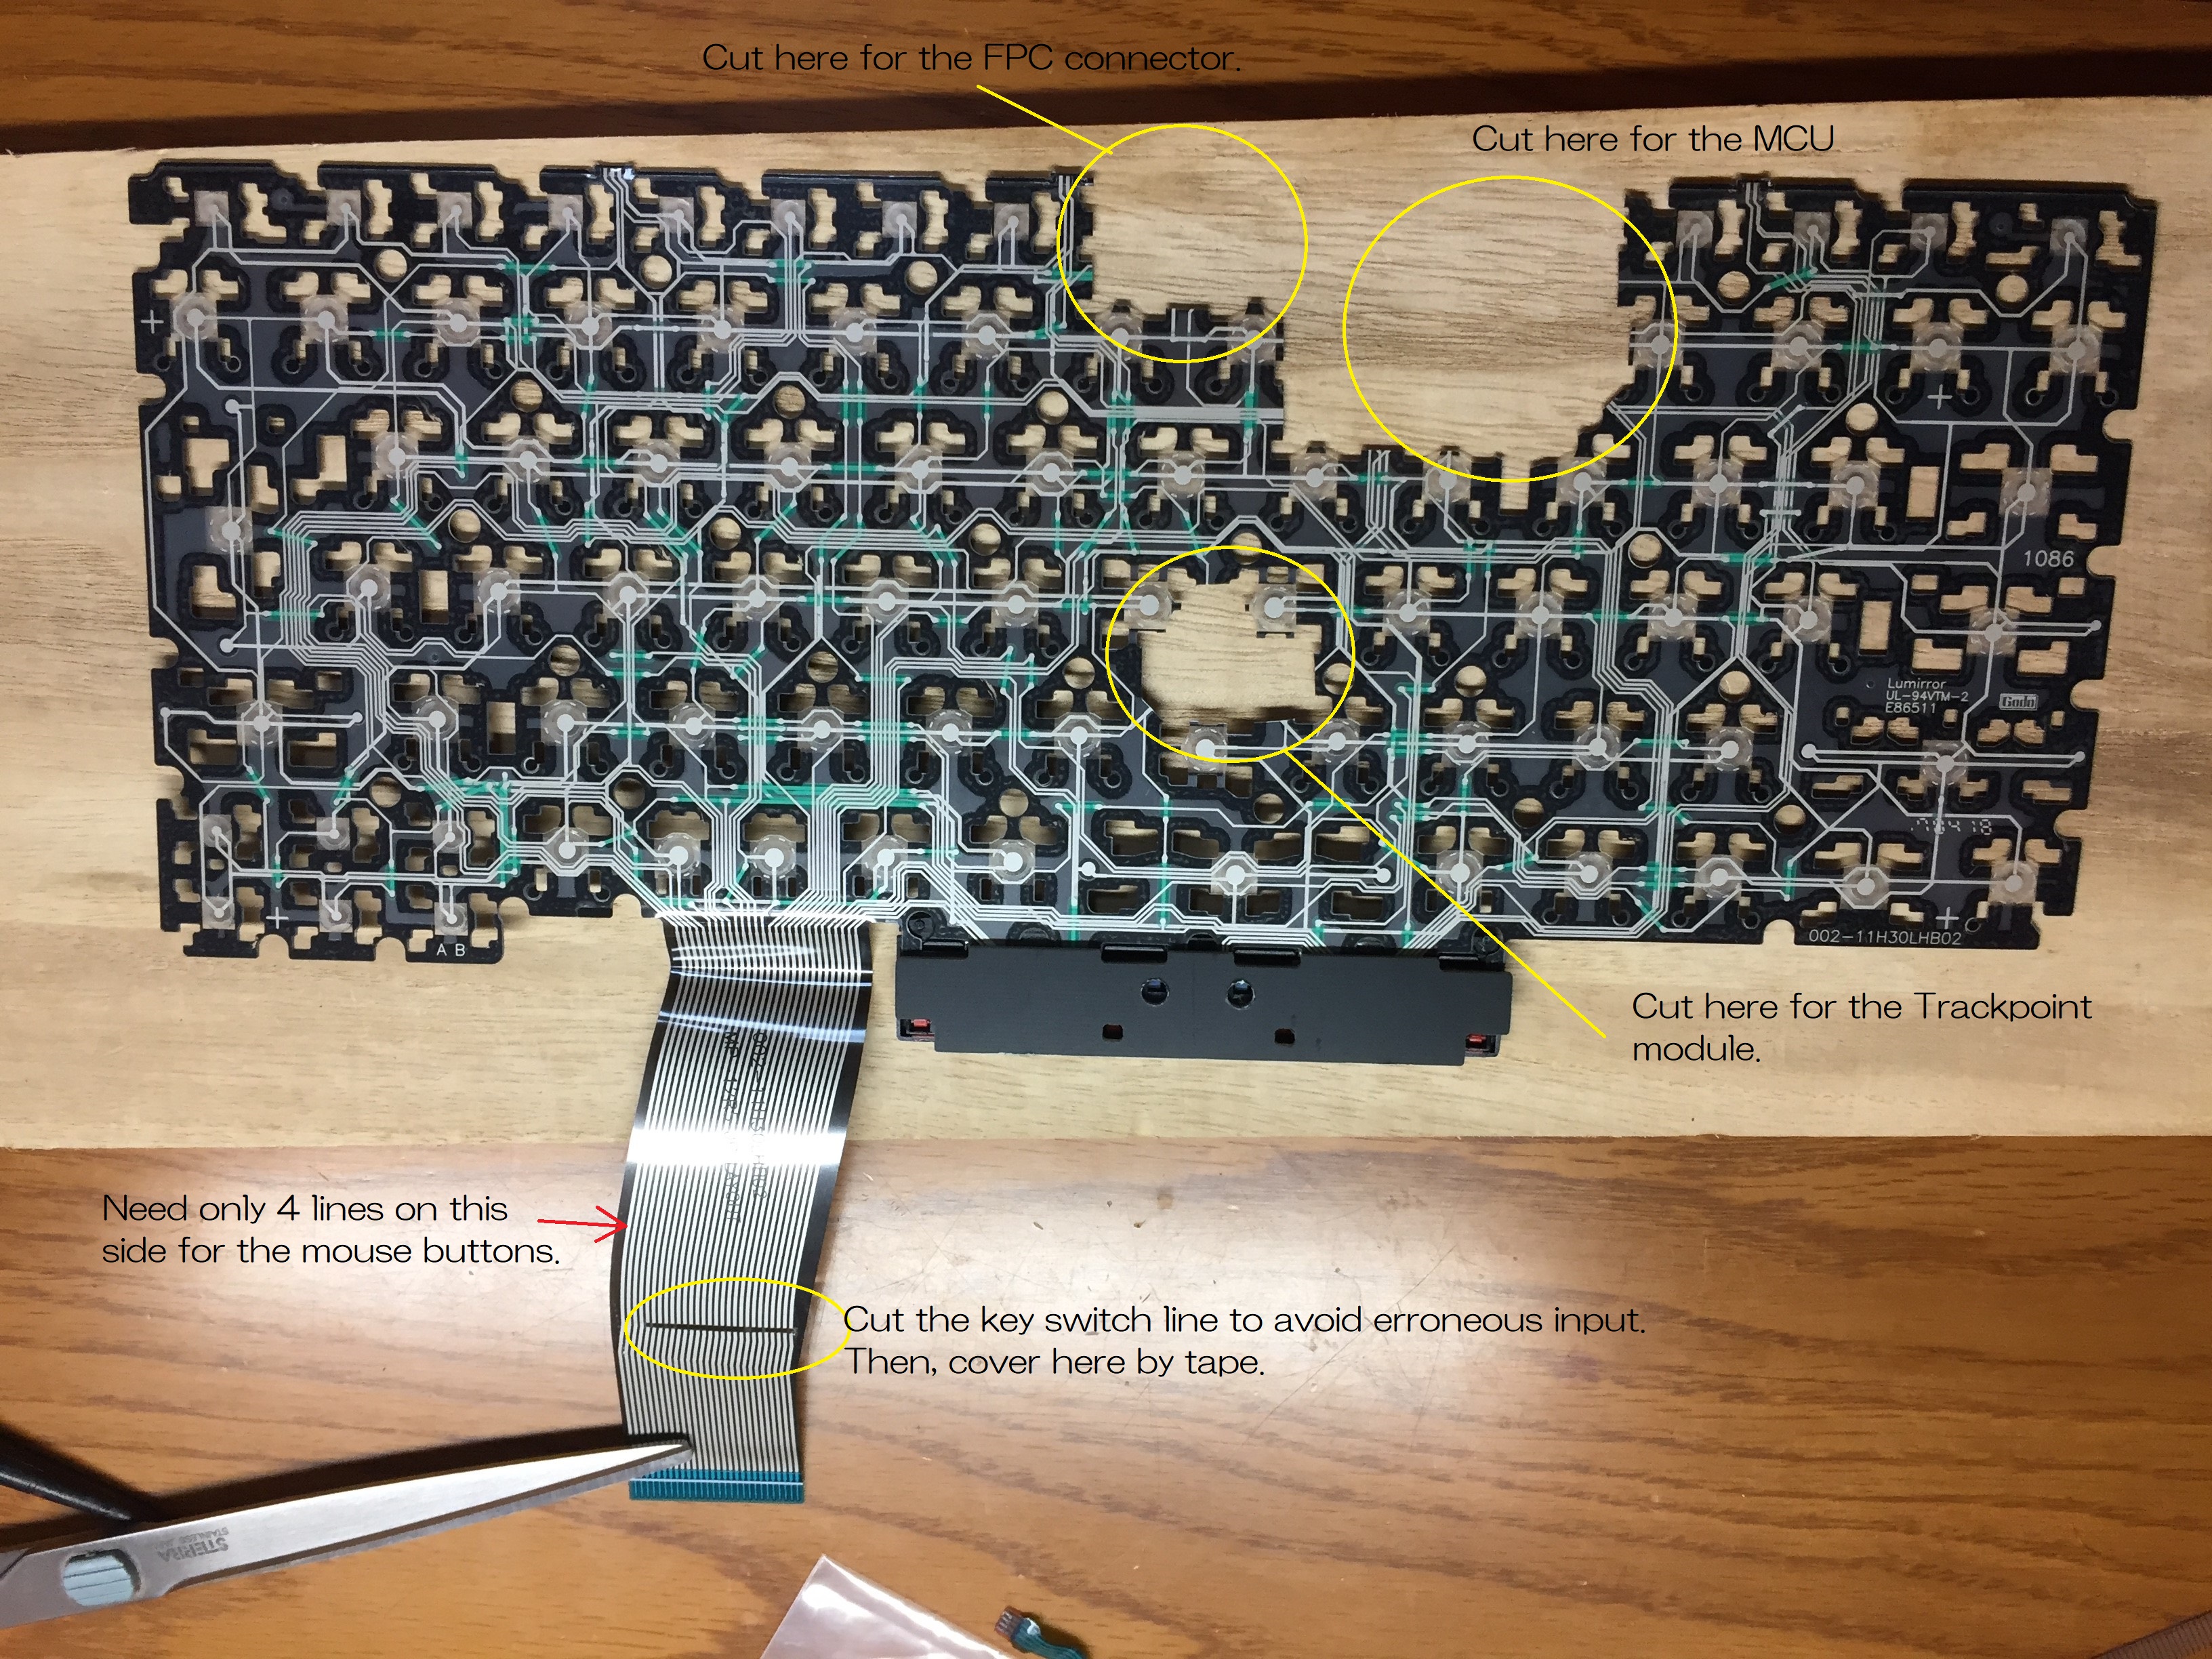 Cut here for the FPC connector.
Cut here for the MCU
1086
Lumirror
UL-94VTM-2
E86511
A B
002-11H30LHB02
Cut here for the Trackpoint
module.
Need only 4 lines on this
side for the mouse buttons.
Cut the key switch line to avoid erroneous input.
Then, cover here by tape.